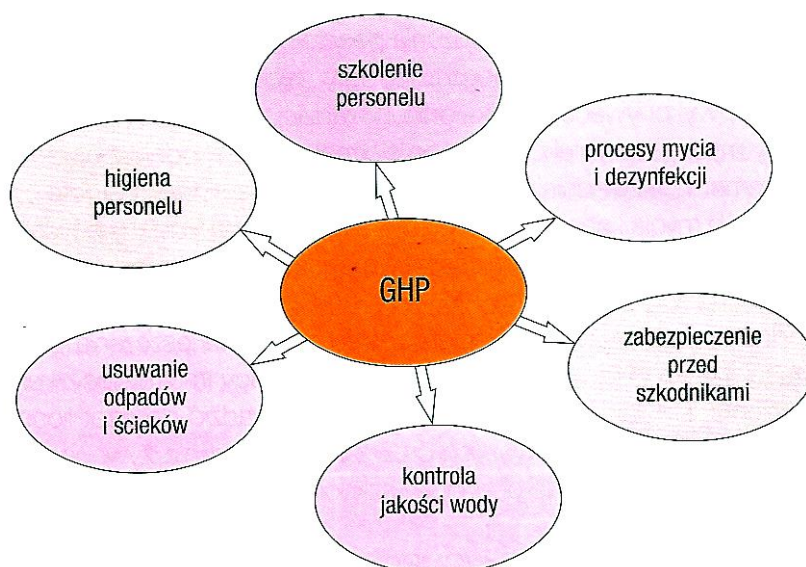 szkolenie
personelu
procesy mycia
i dezynfekcji
higiena
personelu
GHP
zabezpieczenie
przed
szkodnikami
usuwanie
odpadów
i ścieków
kontrola
jakości wody